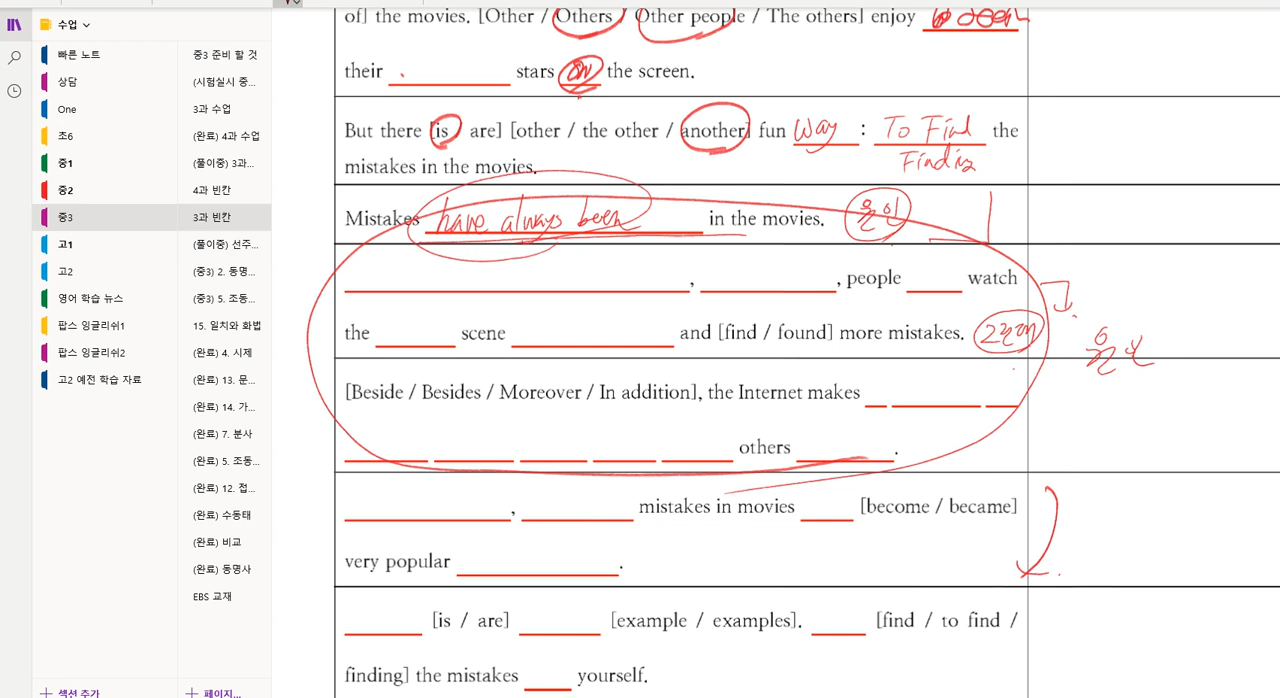 수업
빠른 노트
상담
One
초6
중1
중2
중3
고1
고2
영어 학습 뉴스
팝스 잉글리쉬1
팝스 잉글리쉬2
고2 예전 학습 자료
섹션 추가
중3 준비 할 것
(시험실시 중...
3과 수업
(완료) 4과 수업
(풀이중) 3과...
4과 빈칸
3과 빈칸
(풀이중) 선주...
(중3) 2. 동명...
(중3) 5. 조동...
15. 일치와 화법
(완료) 4. 시제
(완료) 13. 문...
(완료) 14. 가...
(완료) 7. 분사
(완료) 5. 조동...
(완료) 12. 접...
(완료) 수동태
(완료) 비교
(완료) 동명사
EBS 교재
페이지...
of] the movies. [Other / Others / Other people / The others] enjoy
their stars on the screen.
But there [is / are] [other / the other / another] fun Way : To Find the
Finding
mistakes in the movies.
Mistakes have always been in the movies.
, , people watch
the scene and [find / found] more mistakes.
[Beside / Besides / Moreover / In addition], the Internet makes
others .
, mistakes in movies [become / became]
very popular .
[is / are] [example / examples]. [find / to find /
finding] the mistakes yourself.